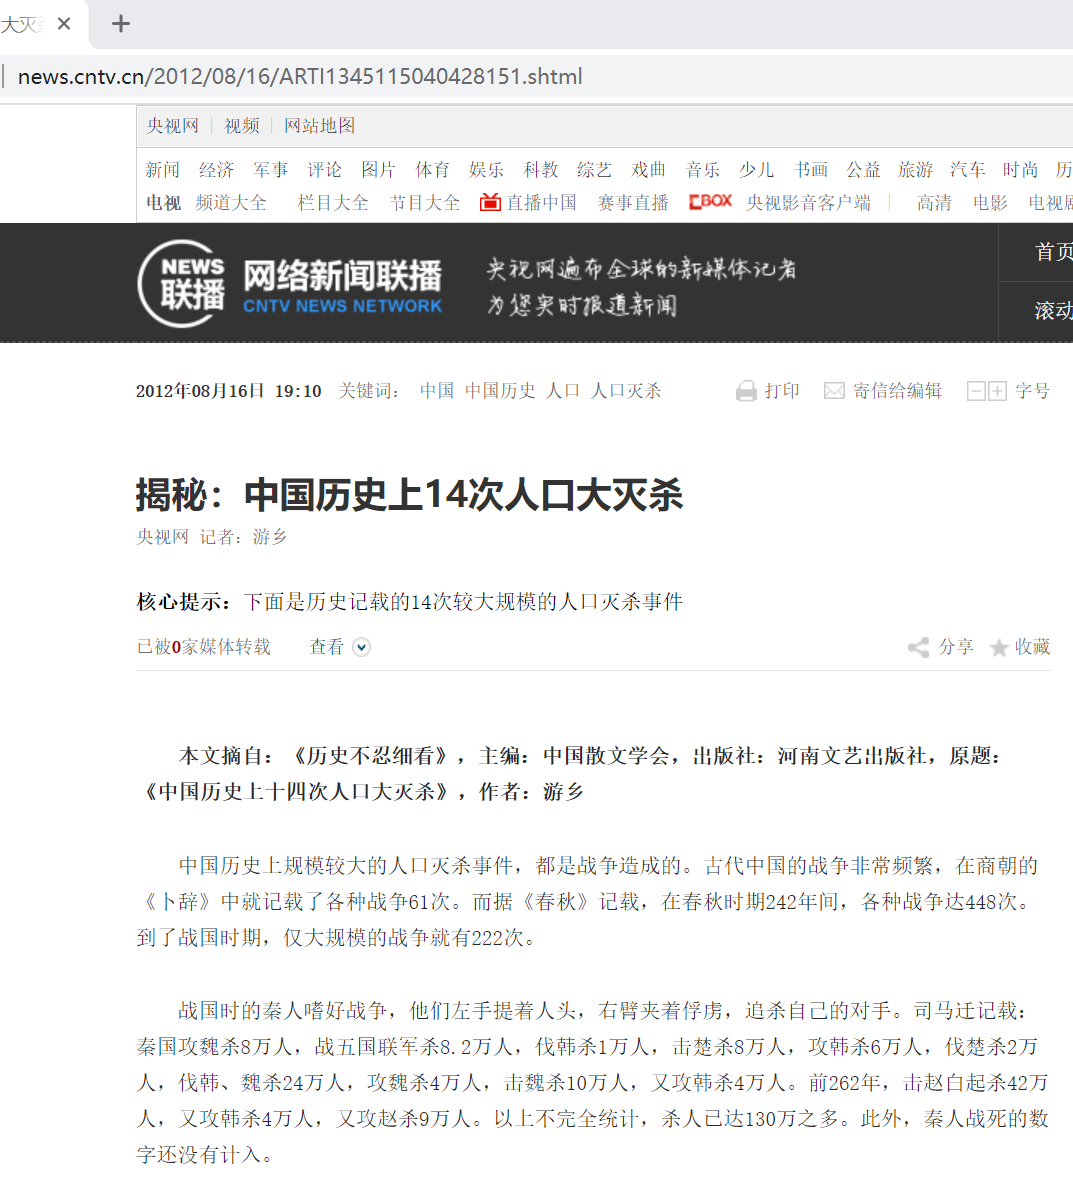 大灭
news.cntv.cn/2012/08/16/ARTI1345115040428151.shtml
央视网 视频 网站地图
新闻 经济 军事 评论 图片 体育 娱乐 科教 综艺 戏曲 音乐 少儿 书画 公益 旅游 汽车 时尚 历
电视 频道大全 栏目大全 节目大全 直播中国 赛事直播 CBOX 央视影音客户端 高清 电影 电视剧
NEWS
联播
网络新闻联播
CNTV NEWS NETWORK
央视网遍布全球的新媒体记者
为您实时报道新闻
首页
滚动
2012年08月16日 19:10 关键词: 中国 中国历史 人口 人口灭杀 打印 寄信给编辑 字号
揭秘：中国历史上14次人口大灭杀
央视网 记者：游乡
核心提示：下面是历史记载的14次较大规模的人口灭杀事件
已被0家媒体转载 查看 分享 收藏
本文摘自：《历史不忍细看》，主编：中国散文学会，出版社：河南文艺出版社，原题：
《中国历史上十四次人口大灭杀》，作者：游乡
中国历史上规模较大的人口灭杀事件，都是战争造成的。古代中国的战争非常频繁，在商朝的
《卜辞》中就记载了各种战争61次。而据《春秋》记载，在春秋时期242年间，各种战争达448次。
到了战国时期，仅大规模的战争就有222次。
战国时的秦人嗜好战争，他们左手提着人头，右臂夹着俘虏，追杀自己的对手。司马迁记载：
秦国攻魏杀8万人，战五国联军杀8.2万人，伐韩杀1万人，击楚杀8万人，攻韩杀6万人，伐楚杀2万
人，伐韩、魏杀24万人，攻魏杀4万人，击魏杀10万人，又攻韩杀4万人。前262年，击赵白起杀42万
人，又攻韩杀4万人，又攻赵杀9万人。以上不完全统计，杀人已达130万之多。此外，秦人战死的数
字还没有计入。